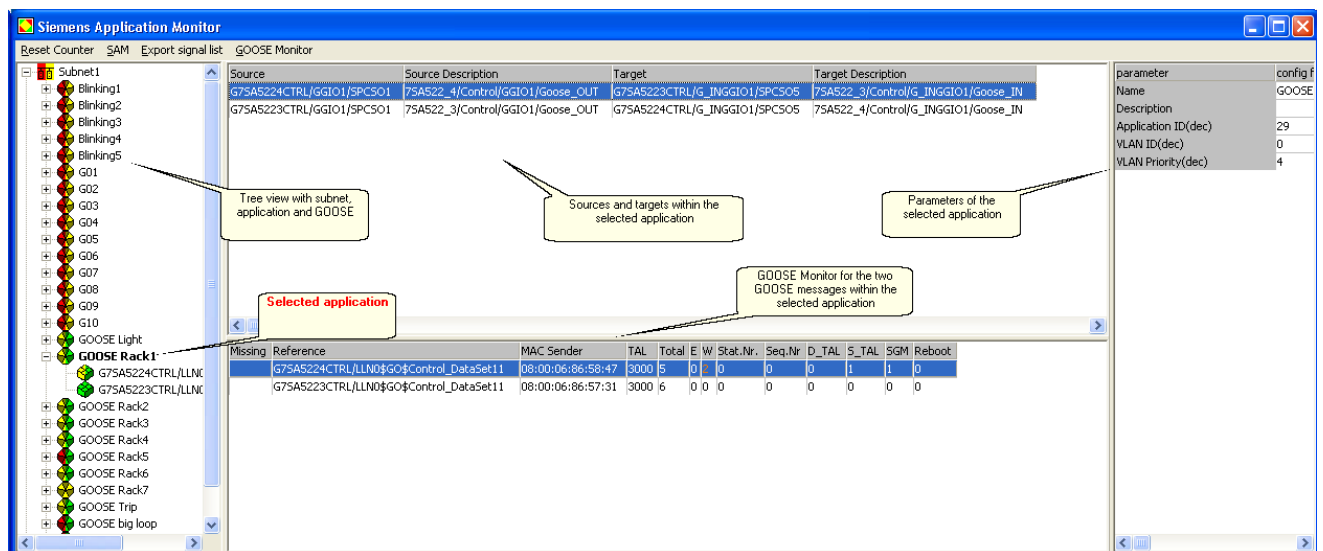 Siemens Application Monitor
Reset Counter SAM Export signal list GOOSE Monitor
Subnet1
Blinking1
Blinking2
Blinking3
Blinking4
Blinking5
G01
G02
G03
G04
G05
G06
G07
G08
G09
G10
GOOSE Light
GOOSE Rack1
G7SA5224CTRL/LLN0
G7SA5223CTRL/LLN0
GOOSE Rack2
GOOSE Rack3
GOOSE Rack4
GOOSE Rack5
GOOSE Rack6
GOOSE Rack7
GOOSE Trip
GOOSE big loop
Tree view with subnet,
application and GOOSE
Selected application
Source Source Description Target Target Description
G7SA5224CTRL/GGIO1/SPCSO1 7SA522_4/Control/GGIO1/Goose_OUT G7SA5223CTRL/G_INGGIO1/SPCSO5 7SA522_3/Control/G_INGGIO1/Goose_IN
G7SA5223CTRL/GGIO1/SPCSO1 7SA522_3/Control/GGIO1/Goose_OUT G7SA5224CTRL/G_INGGIO1/SPCSO5 7SA522_4/Control/G_INGGIO1/Goose_IN
Sources and targets within the
selected application
Parameters of the
selected application
GOOSE Monitor for the two
GOOSE messages within the
selected application
Missing Reference MAC Sender TAL Total E W Stat.Nr. Seq.Nr D_TAL S_TAL SGM Reboot
G7SA5224CTRL/LLN0$GO$Control_DataSet11 08:00:06:86:58:47 3000 5 0 2 0 0 0 1 1 0
G7SA5223CTRL/LLN0$GO$Control_DataSet11 08:00:06:86:57:31 3000 6 0 0 0 0 0 0 0 0
parameter config f
Name GOOSE
Description
Application ID(dec) 29
VLAN ID(dec) 0
VLAN Priority(dec) 4